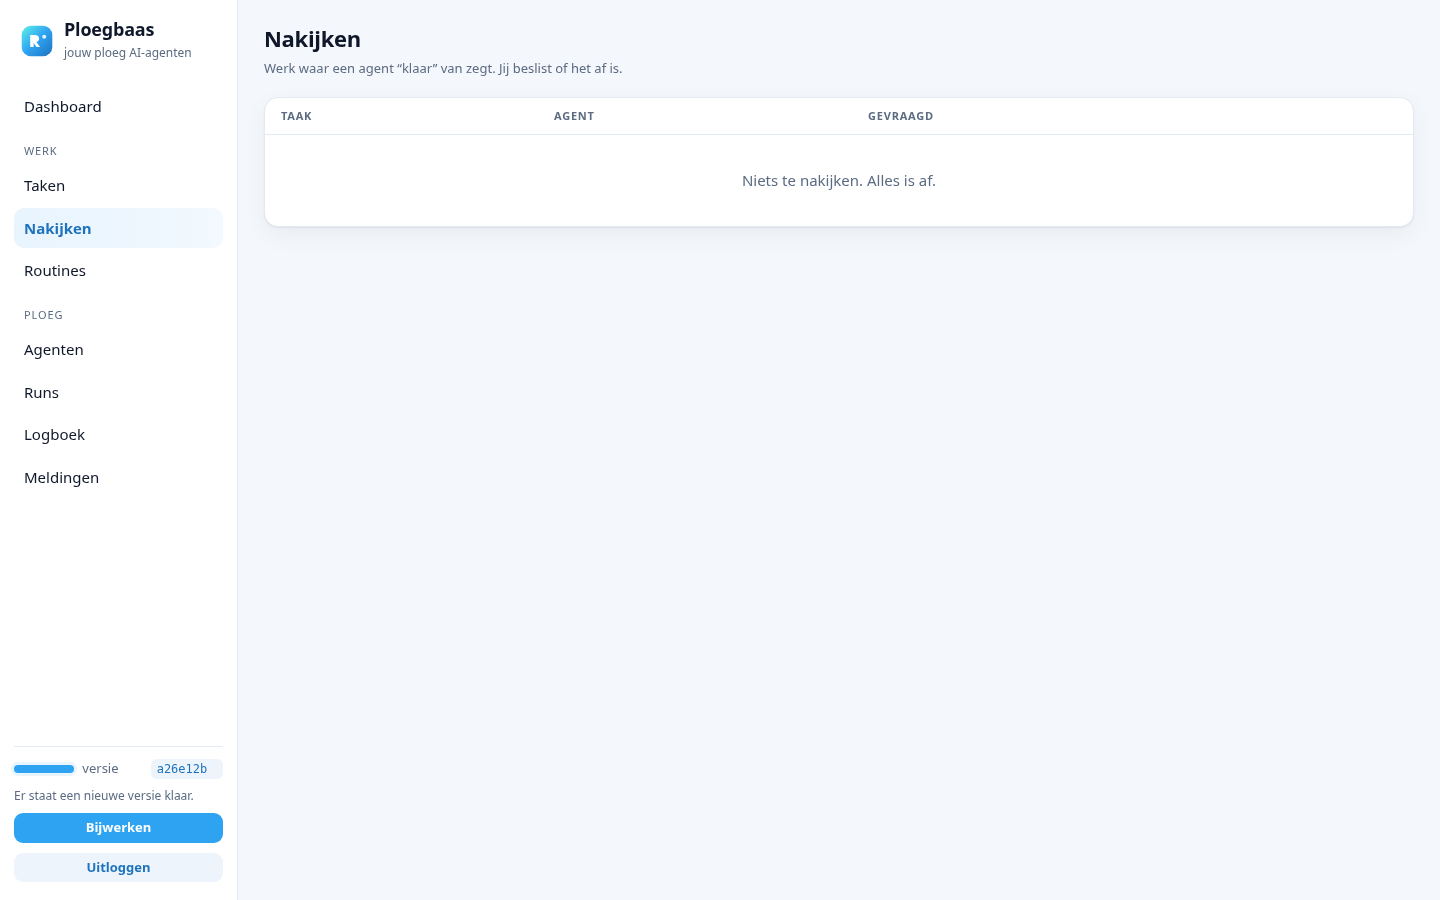 Ploegbaas
jouw ploeg AI-agenten
Dashboard
WERK
Taken
Nakijken
Routines
PLOEG
Agenten
Runs
Logboek
Meldingen
versie a26e12b
Er staat een nieuwe versie klaar.
Bijwerken
Uitloggen
Nakijken
Werk waar een agent “klaar” van zegt. Jij beslist of het af is.
TAAK AGENT GEVRAAGD
Niets te nakijken. Alles is af.